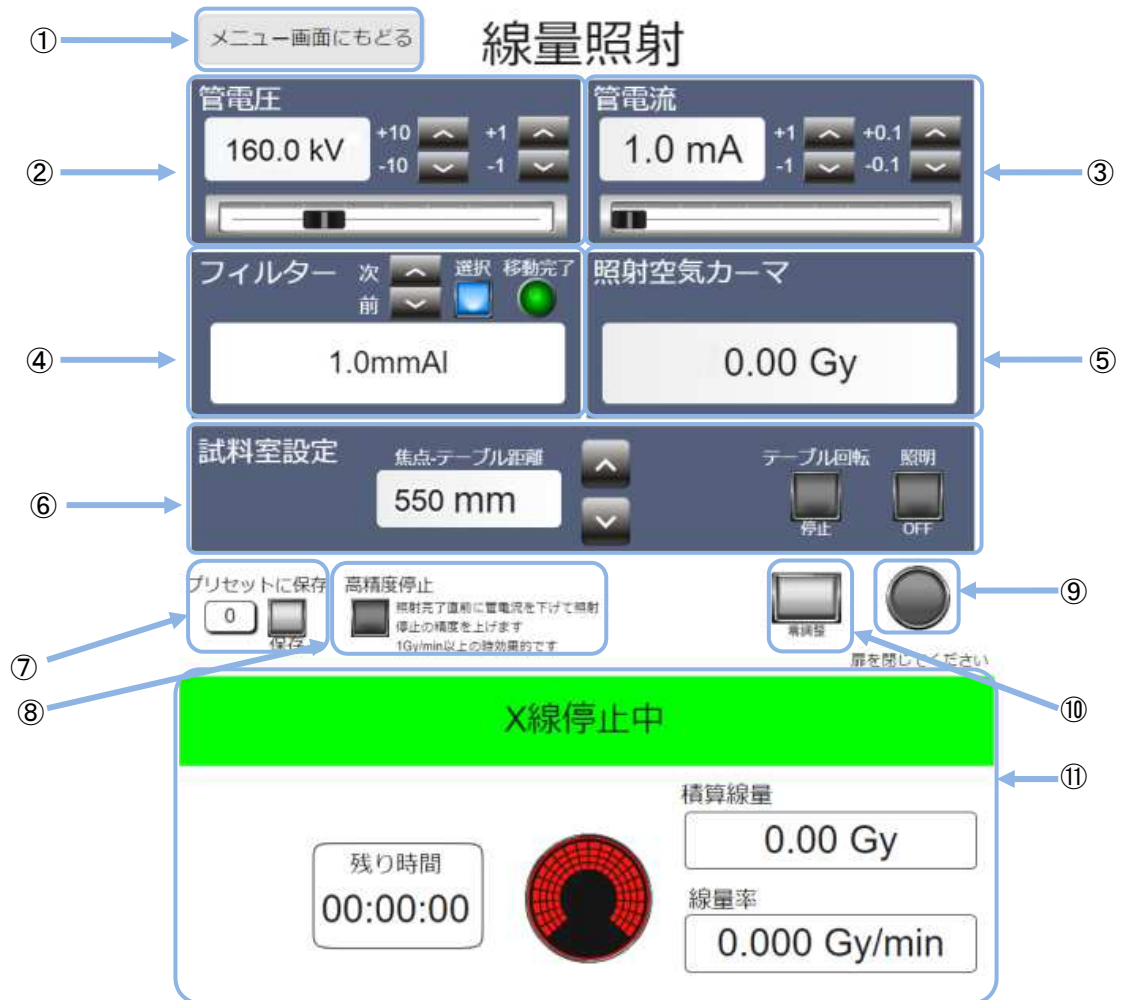 ①
メニュー画面にもどる
線量照射
管電圧
160.0 kV
+10
-10
+1
-1
②
管電流
1.0 mA
+1
-1
+0.1
-0.1
③
フィルター
次
前
選択
移動完了
1.0mmAl
④
照射空気カーマ
0.00 Gy
⑤
試料室設定
焦点-テーブル距離
550 mm
テーブル回転
停止
照明
OFF
⑥
プリセットに保存
0
保存
⑦
高精度停止
照射完了直前に管電流を下げて照射
停止の精度を上げます
1Gy/min以上の時効果的です
⑧
零調整
⑨
扉を閉じてください
⑩
X線停止中
⑪
残り時間
00:00:00
積算線量
0.00 Gy
線量率
0.000 Gy/min